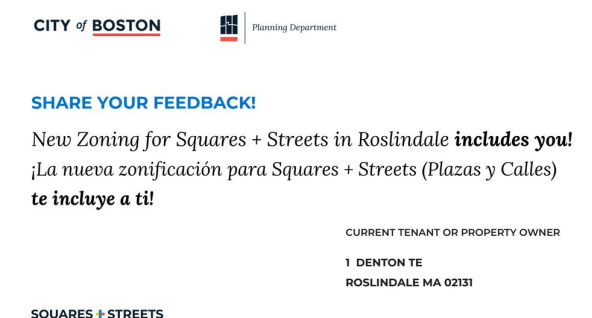 CITY of BOSTON
Planning Department
SHARE YOUR FEEDBACK!
New Zoning for Squares + Streets in Roslindale includes you!
¡La nueva zonificación para Squares + Streets (Plazas y Calles)
te incluye a ti!
CURRENT TENANT OR PROPERTY OWNER
1 DENTON TE
ROSLINDALE MA 02131
SQUARES + STREETS